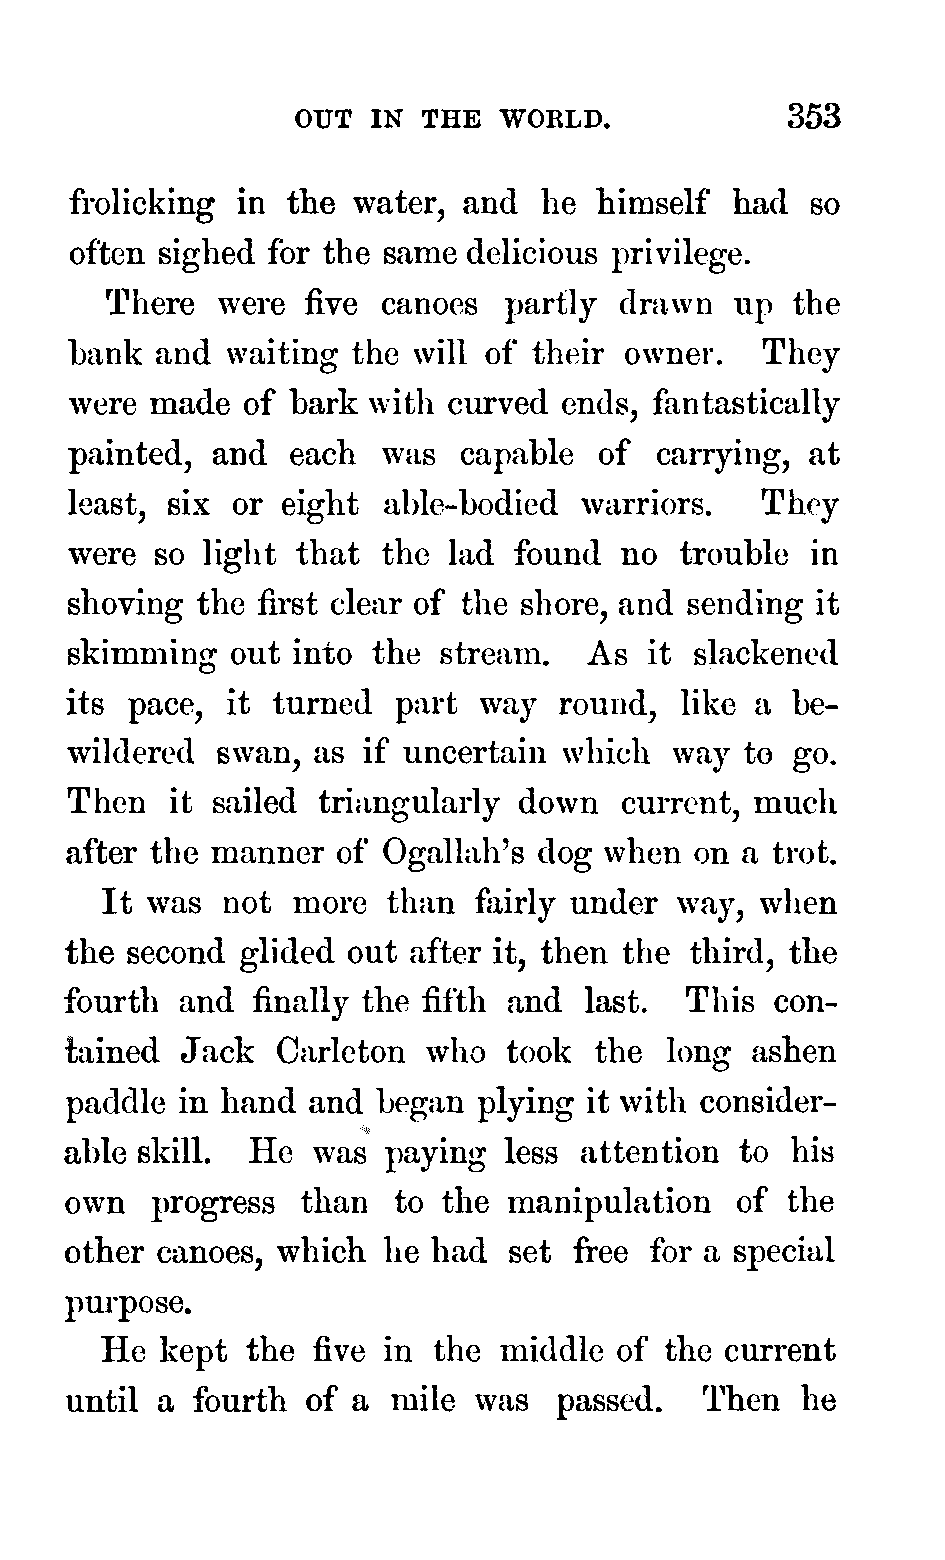 OUT IN THE WORLD. 353
frolicking in the water, and he himself had so
often sighed for the same delicious privilege.
There were five canoes partly drawn up the
bank and waiting the will of their owner. They
were made of bark with curved ends, fantastically
painted, and each was capable of carrying, at
least, six or eight able-bodied warriors. They
were so light that the lad found no trouble in
shoving the first clear of the shore, and sending it
skimming out into the stream. As it slackened
its pace, it turned part way round, like a be-
wildered swan, as if uncertain which way to go.
Then it sailed triangularly down current, much
after the manner of Ogallah's dog when on a trot.
It was not more than fairly under way, when
the second glided out after it, then the third, the
fourth and finally the fifth and last. This con-
tained Jack Carleton who took the long ashen
paddle in hand and began plying it with consider-
able skill. He was paying less attention to his
own progress than to the manipulation of the
other canoes, which he had set free for a special
purpose.
He kept the five in the middle of the current
until a fourth of a mile was passed. Then he